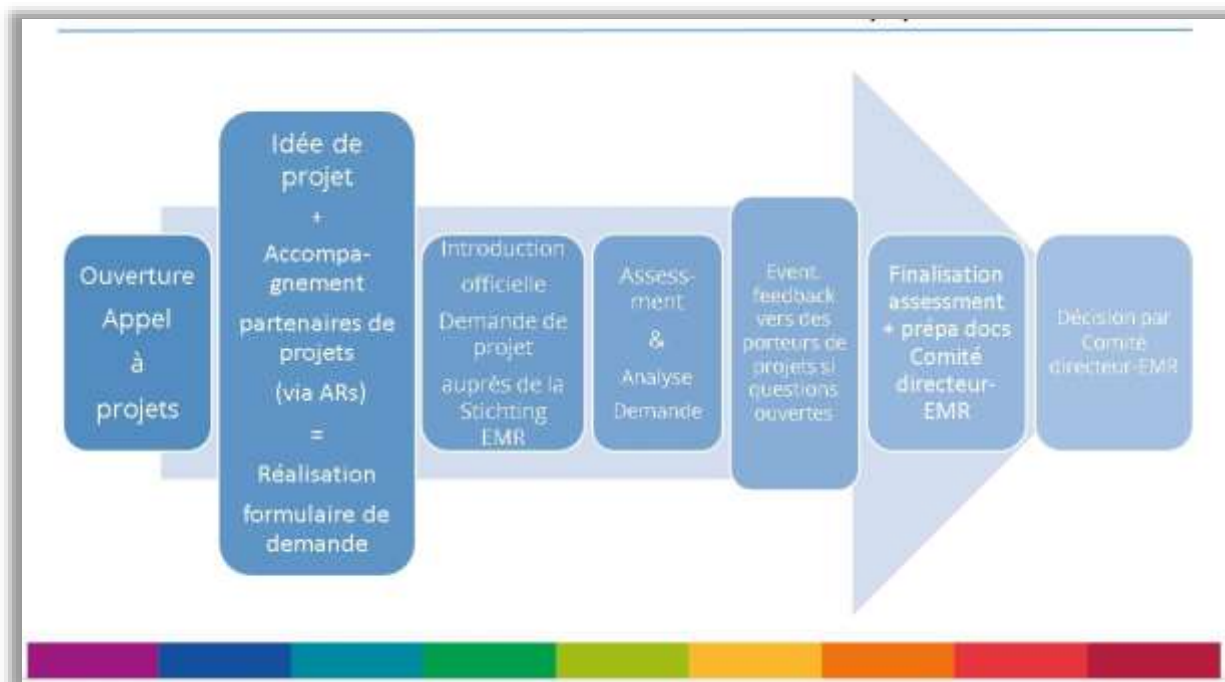 Ouverture
Appel
à
projets
Idée de
projet
+
Accompa-
gnement
partenaires de
projets
(via ARs)
=
Réalisation
formulaire de
demande
Introduction
officielle
Demande de
projet
auprès de la
Stichting
EMR
Assess-
ment
&
Analyse
Demande
Event.
feedback
vers des
porteurs de
projets si
questions
ouvertes
Finalisation
assessment
+ prépa docs
Comité
directeur-
EMR
Décision par
Comité
directeur-EMR